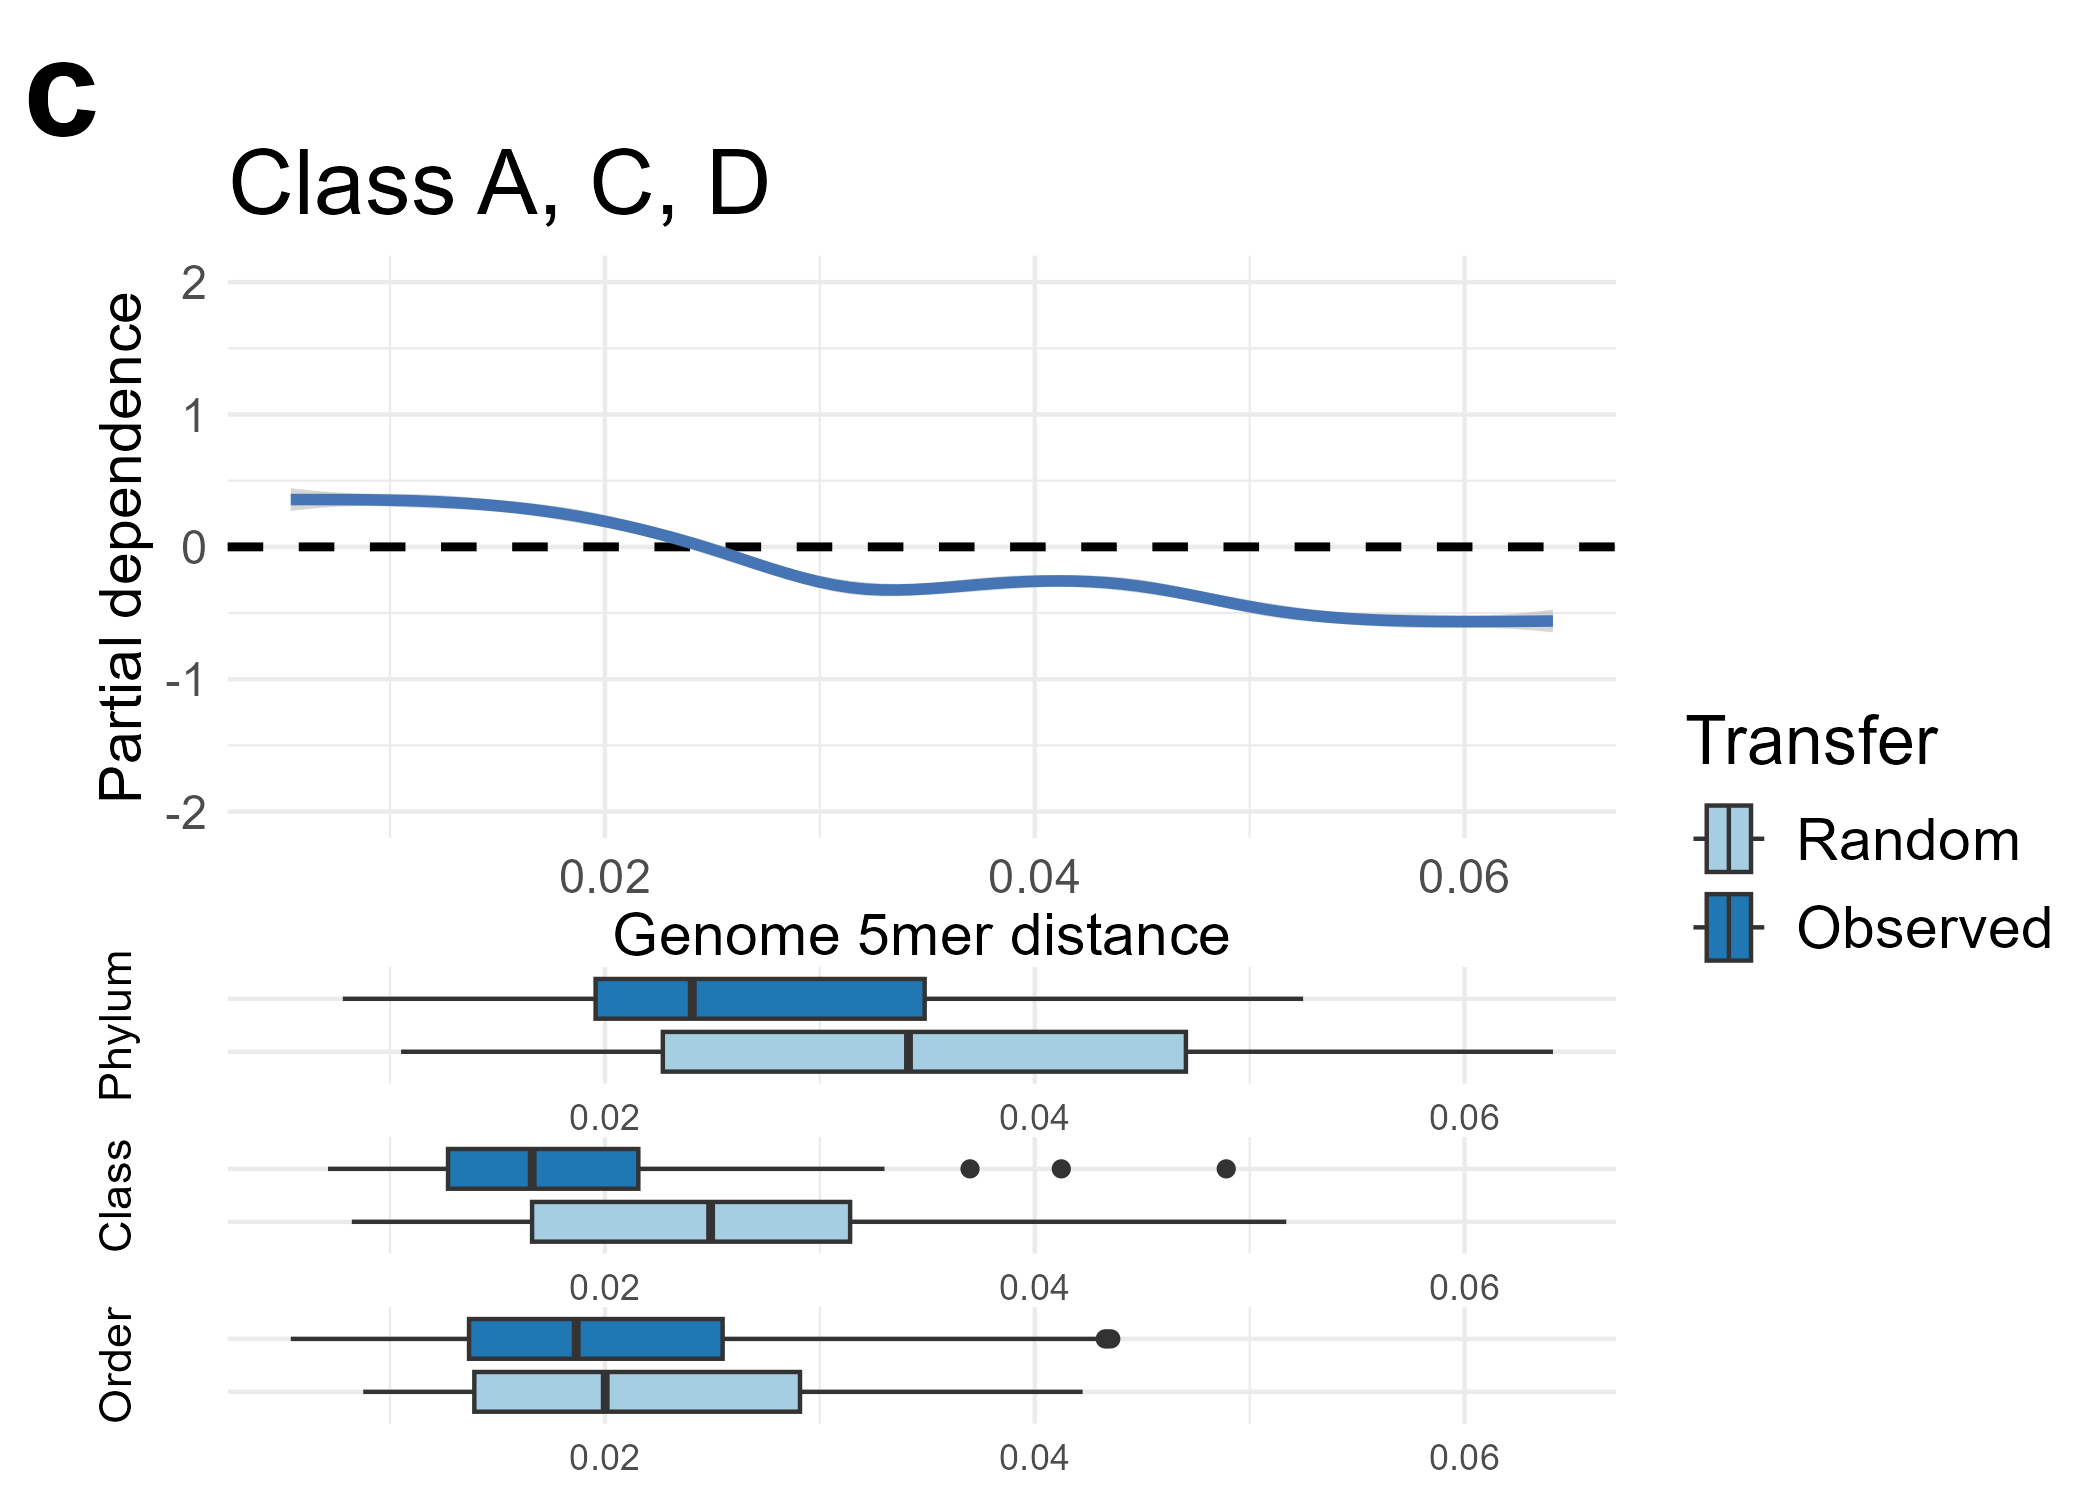 c
Class A, C, D
Partial dependence
2
1
0
-1
-2
0.02 0.04 0.06
Genome 5mer distance
Phylum
0.02 0.04 0.06
Class
0.02 0.04 0.06
Order
0.02 0.04 0.06
Transfer
Random
Observed